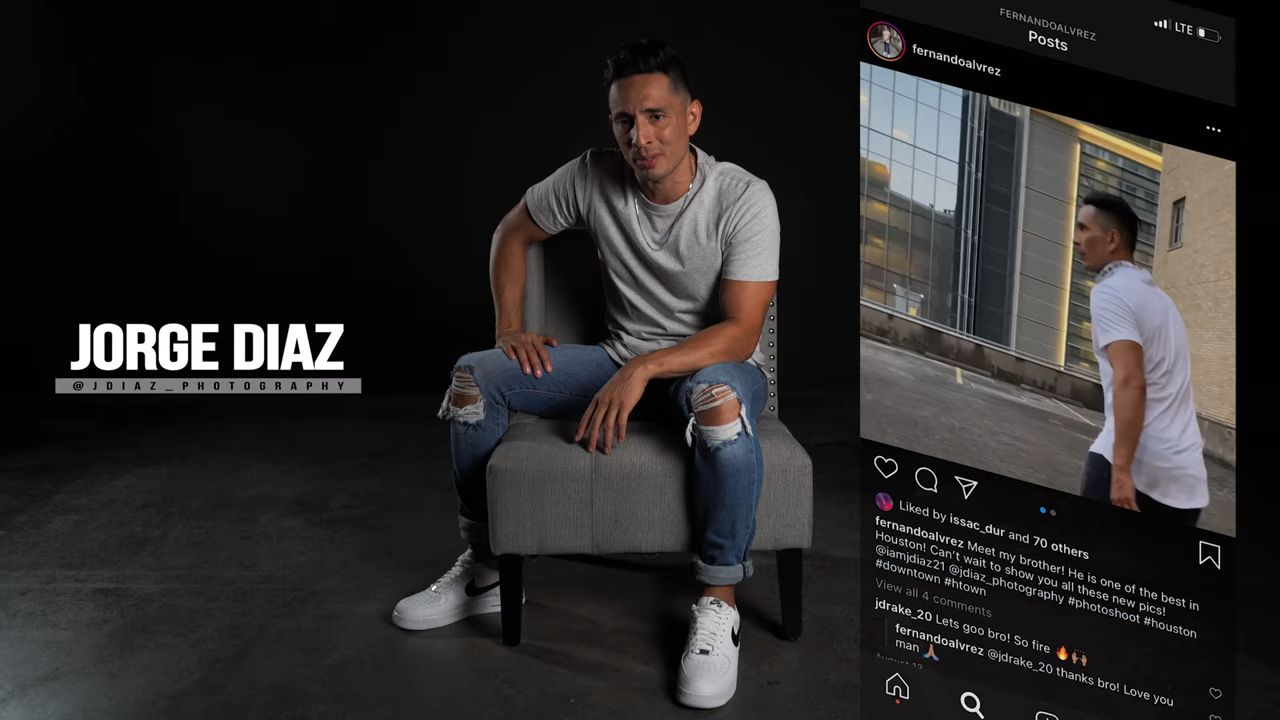 JORGE DIAZ
@JDIAZ_PHOTOGRAPHY
FERNANDOALVREZ
Posts
LTE
fernandoalvrez
Liked by issac_dur and 70 others
fernandoalvrez Meet my brother! He is one of the best in
Houston! Can't wait to show you all these new pics!
@iamjdiaz21 @jdiaz_photography #photoshoot #houston
#downtown #htown
View all 4 comments
jdrake_20 Lets goo bro! So fire 🔥🙌🏽
fernandoalvrez @jdrake_20 thanks bro! Love you
man 🙏🏽